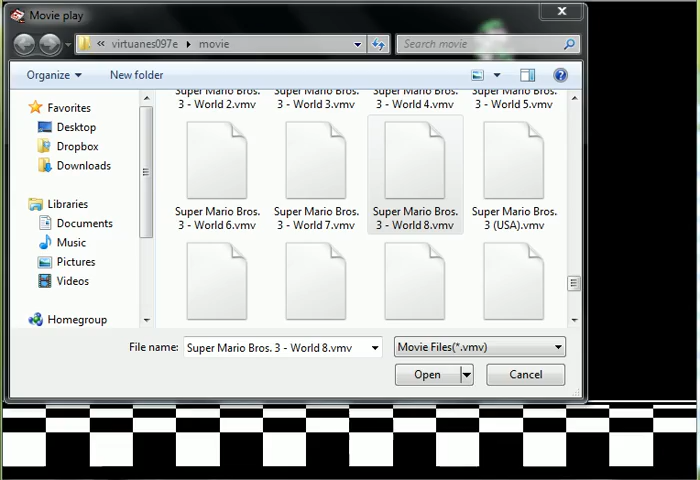 Movie play
X
« virtuanes097e ▸ movie
Search movie
Organize
New folder
Favorites
Desktop
Dropbox
Downloads
Libraries
Documents
Music
Pictures
Videos
Homegroup
Super Mario Bros. 3 - World 2.vmv
Super Mario Bros. 3 - World 3.vmv
Super Mario Bros. 3 - World 4.vmv
Super Mario Bros. 3 - World 5.vmv
Super Mario Bros. 3 - World 6.vmv
Super Mario Bros. 3 - World 7.vmv
Super Mario Bros. 3 - World 8.vmv
Super Mario Bros. 3 (USA).vmv
File name:
Super Mario Bros. 3 - World 8.vmv
Movie Files(*.vmv)
Open
Cancel